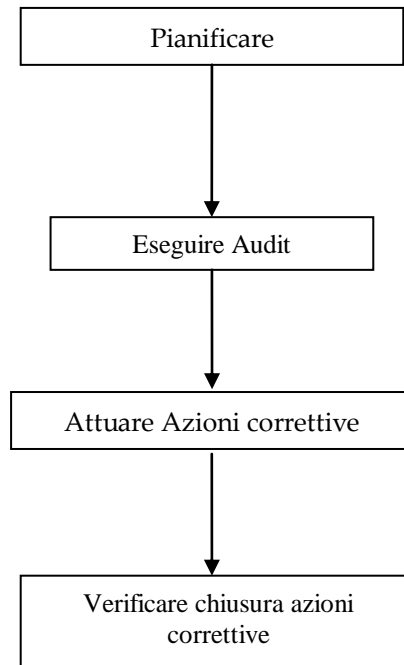 Pianificare
Eseguire Audit
Attuare Azioni correttive
Verificare chiusura azioni
correttive